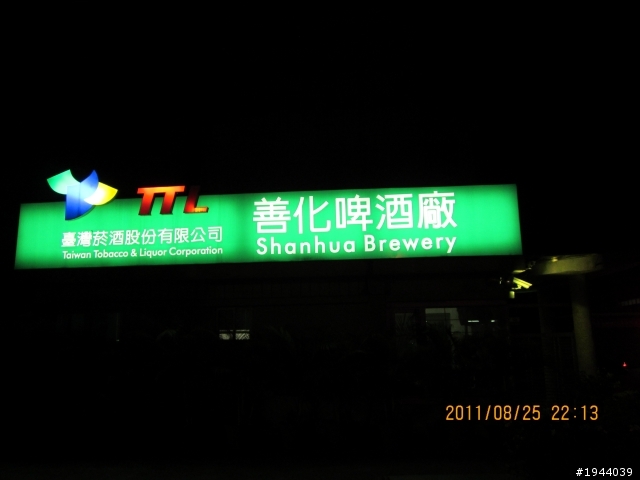 TTL
臺灣菸酒股份有限公司
Taiwan Tobacco & Liquor Corporation
善化啤酒廠
Shanhua Brewery
2011/08/25 22:13
#1944039